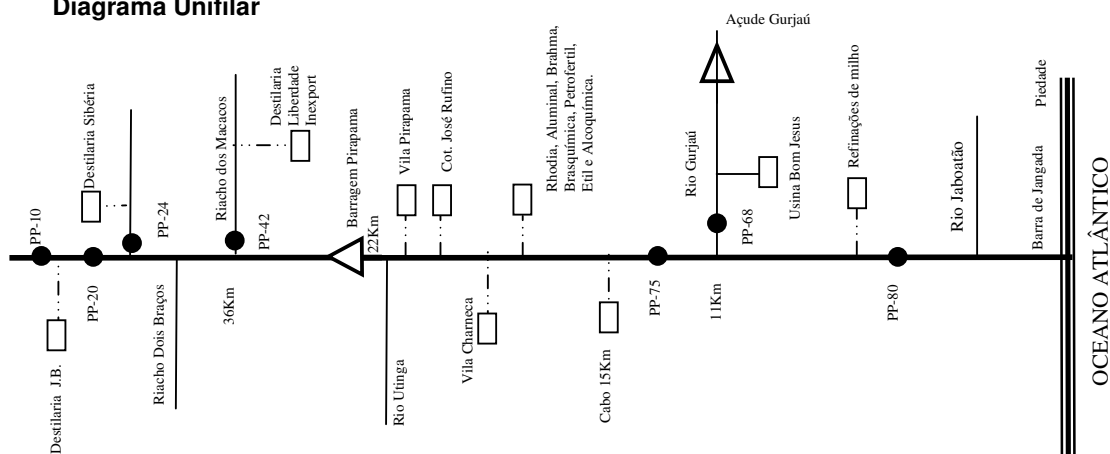 Diagrama Unifilar
PP-10
Destilaria J.B.
PP-20
Destilaria Sibéria
PP-24
Riacho Dois Braços
Riacho dos Macacos
36Km
PP-42
Destilaria
Liberdade
Inexport
Barragem Pirapama
22Km
Rio Utinga
Vila Pirapama
Cot. José Rufino
Vila Charneca
Rhodia, Aluminal, Brahma,
Brasquímica, Petrofertil,
Etil e Alcoquímica.
Cabo 15Km
PP-75
Rio Gurjaú
11Km
Açude Gurjaú
PP-68
Usina Bom Jesus
Refinações de milho
PP-80
Rio Jaboatão
Barra de Jangada
Piedade
OCEANO ATLÂNTICO